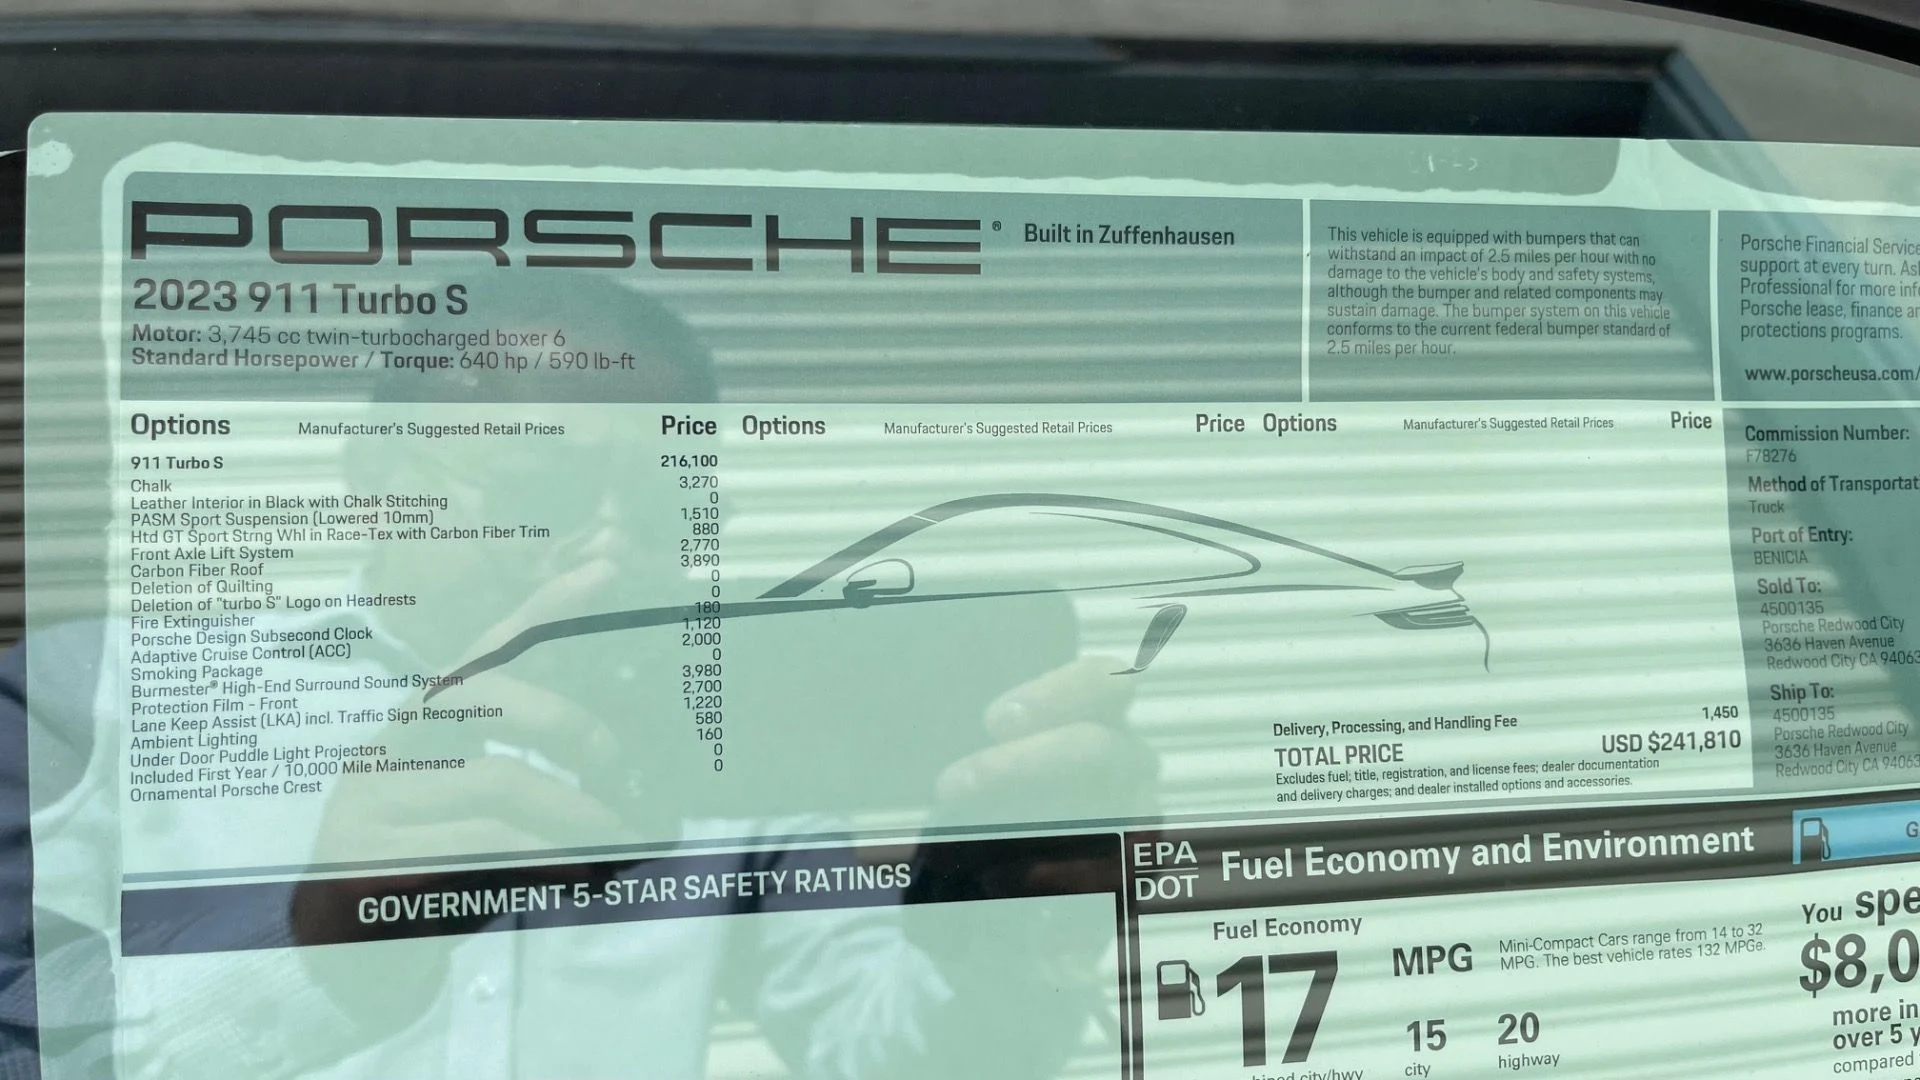 PORSCHE® Built in Zuffenhausen
2023 911 Turbo S
Motor: 3,745 cc twin-turbocharged boxer 6
Standard Horsepower / Torque: 640 hp / 590 lb-ft
This vehicle is equipped with bumpers that can
withstand an impact of 2.5 miles per hour with no
damage to the vehicle's body and safety systems,
although the bumper and related components may
sustain damage. The bumper system on this vehicle
conforms to the current federal bumper standard of
2.5 miles per hour.
Porsche Financial Service
support at every turn.
Professional for more
Porsche lease, finance
protections programs.
www.porscheusa.com/
Options Manufacturer's Suggested Retail Prices Price Options Manufacturer's Suggested Retail Prices Price Options Manufacturer's Suggested Retail Prices Price
911 Turbo S 216,100
Chalk 3,270
Leather Interior in Black with Chalk Stitching 0
PASM Sport Suspension (Lowered 10mm) 1,510
Htd GT Sport Strng Whl in Race-Tex with Carbon Fiber Trim 880
Front Axle Lift System 2,770
Carbon Fiber Roof 3,890
Deletion of Quilting 0
Deletion of "turbo S" Logo on Headrests 0
Fire Extinguisher 180
Porsche Design Subsecond Clock 1,120
Adaptive Cruise Control (ACC) 2,000
Smoking Package 0
Burmester® High-End Surround Sound System 3,980
Protection Film - Front 2,700
Lane Keep Assist (LKA) incl. Traffic Sign Recognition 1,220
Ambient Lighting 580
Under Door Puddle Light Projectors 160
Included First Year / 10,000 Mile Maintenance 0
Ornamental Porsche Crest 0
Delivery, Processing, and Handling Fee 1,450
TOTAL PRICE USD $241,810
Excludes fuel; title, registration, and license fees; dealer documentation
and delivery charges; and dealer installed options and accessories.
Commission Number:
F78276
Method of Transportat
Truck
Port of Entry:
BENICIA
Sold To:
4500135
Porsche Redwood City
3636 Haven Avenue
Redwood City CA 94063
Ship To:
4500135
Porsche Redwood City
3636 Haven Avenue
Redwood City CA 94063
GOVERNMENT 5-STAR SAFETY RATINGS
EPA
DOT
Fuel Economy and Environment
G
Fuel Economy
17 MPG
Mini-Compact Cars range from 14 to 32
MPG. The best vehicle rates 132 MPGe.
15 20
city highway
city/hwy
You spe
$8,0
more in
over 5 y
compared